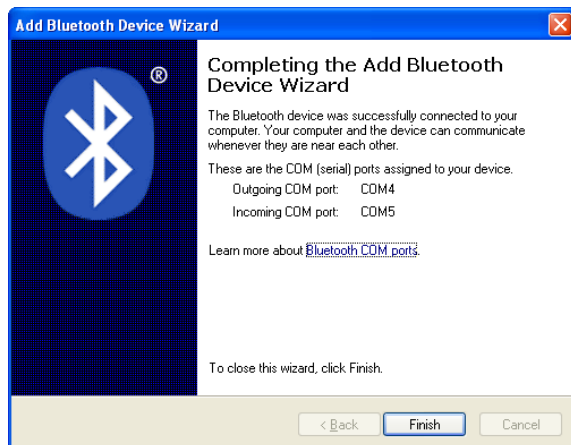 Add Bluetooth Device Wizard
®
Completing the Add Bluetooth
Device Wizard
The Bluetooth device was successfully connected to your
computer. Your computer and the device can communicate
whenever they are near each other.
These are the COM (serial) ports assigned to your device.
Outgoing COM port: COM4
Incoming COM port: COM5
Learn more about Bluetooth COM ports.
To close this wizard, click Finish.
< Back Finish Cancel